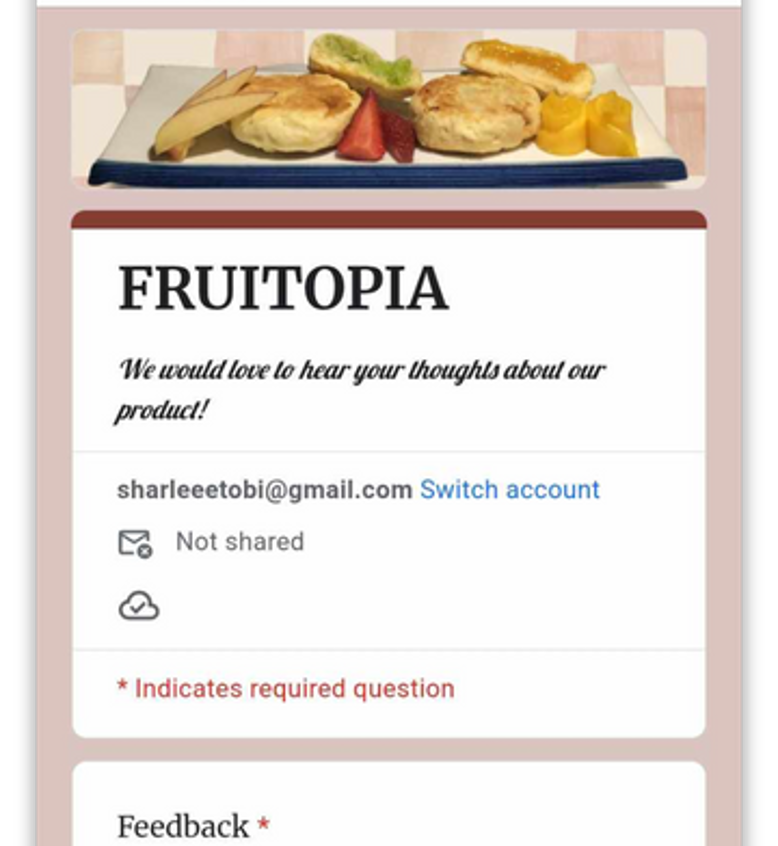 FRUITOPIA
We would love to hear your thoughts about our
product!
sharleeetobi@gmail.com Switch account
Not shared
* Indicates required question
Feedback *